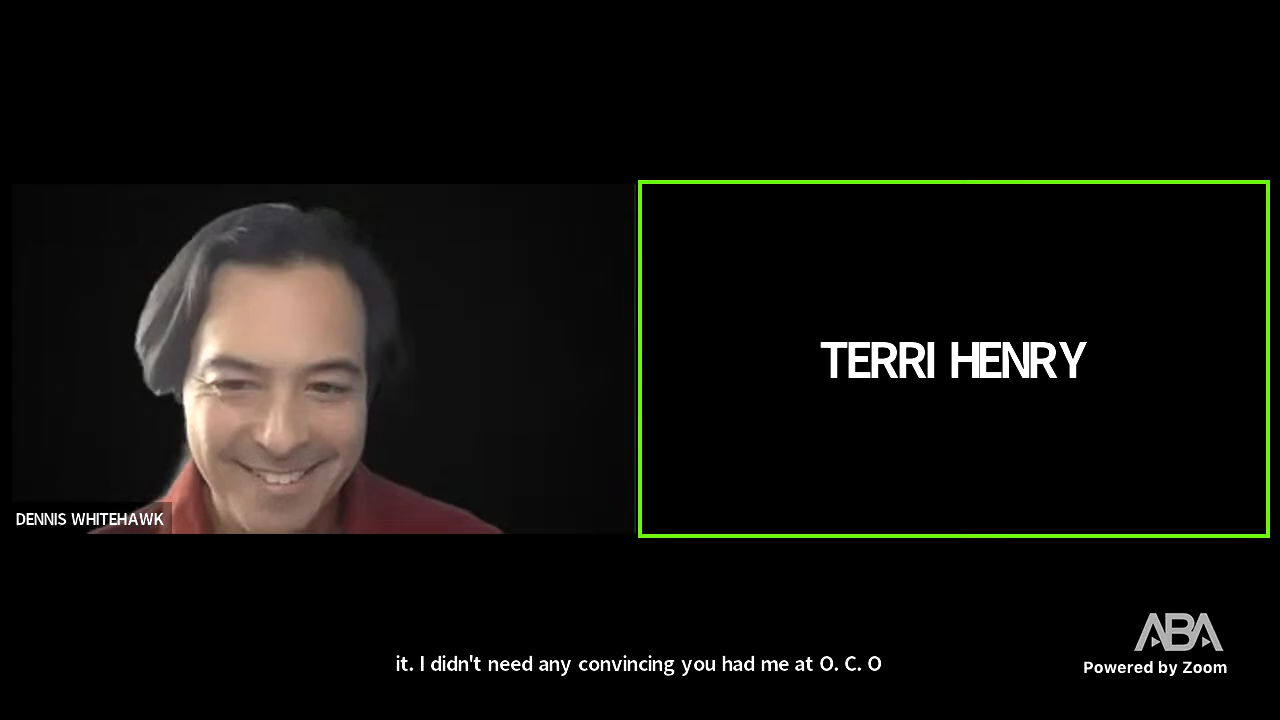 TERRI HENRY
DENNIS WHITEHAWK
ABA
it. I didn't need any convincing you had me at O. C. O
Powered by Zoom